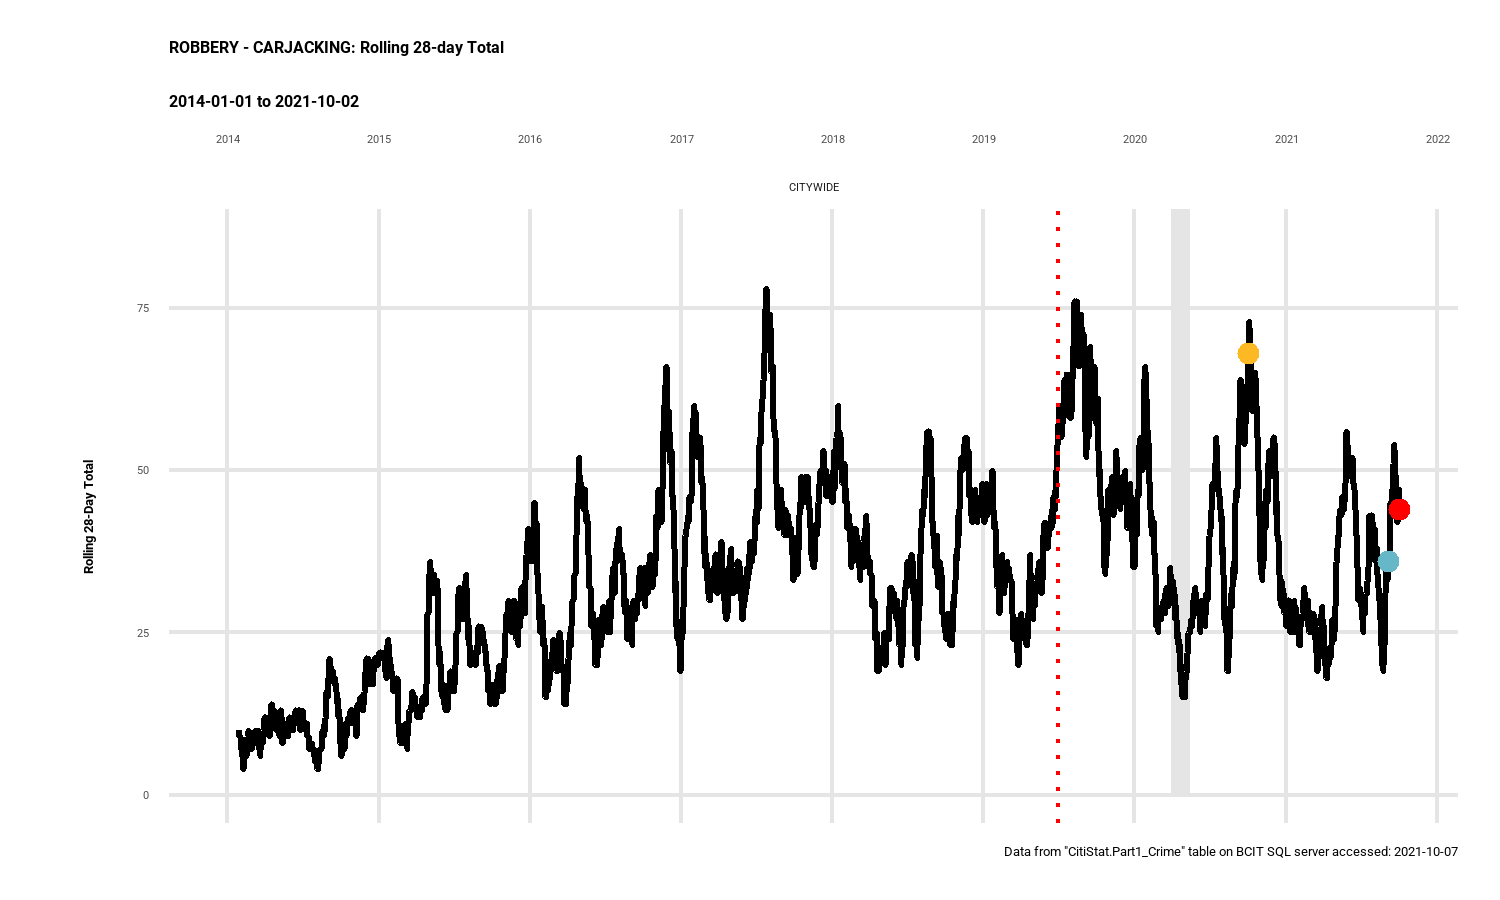 ROBBERY - CARJACKING: Rolling 28-day Total
2014-01-01 to 2021-10-02
2014 2015 2016 2017 2018 2019 2020 2021 2022
CITYWIDE
75
50
25
0
Rolling 28-Day Total
Data from "CitiStat.Part1_Crime" table on BCIT SQL server accessed: 2021-10-07